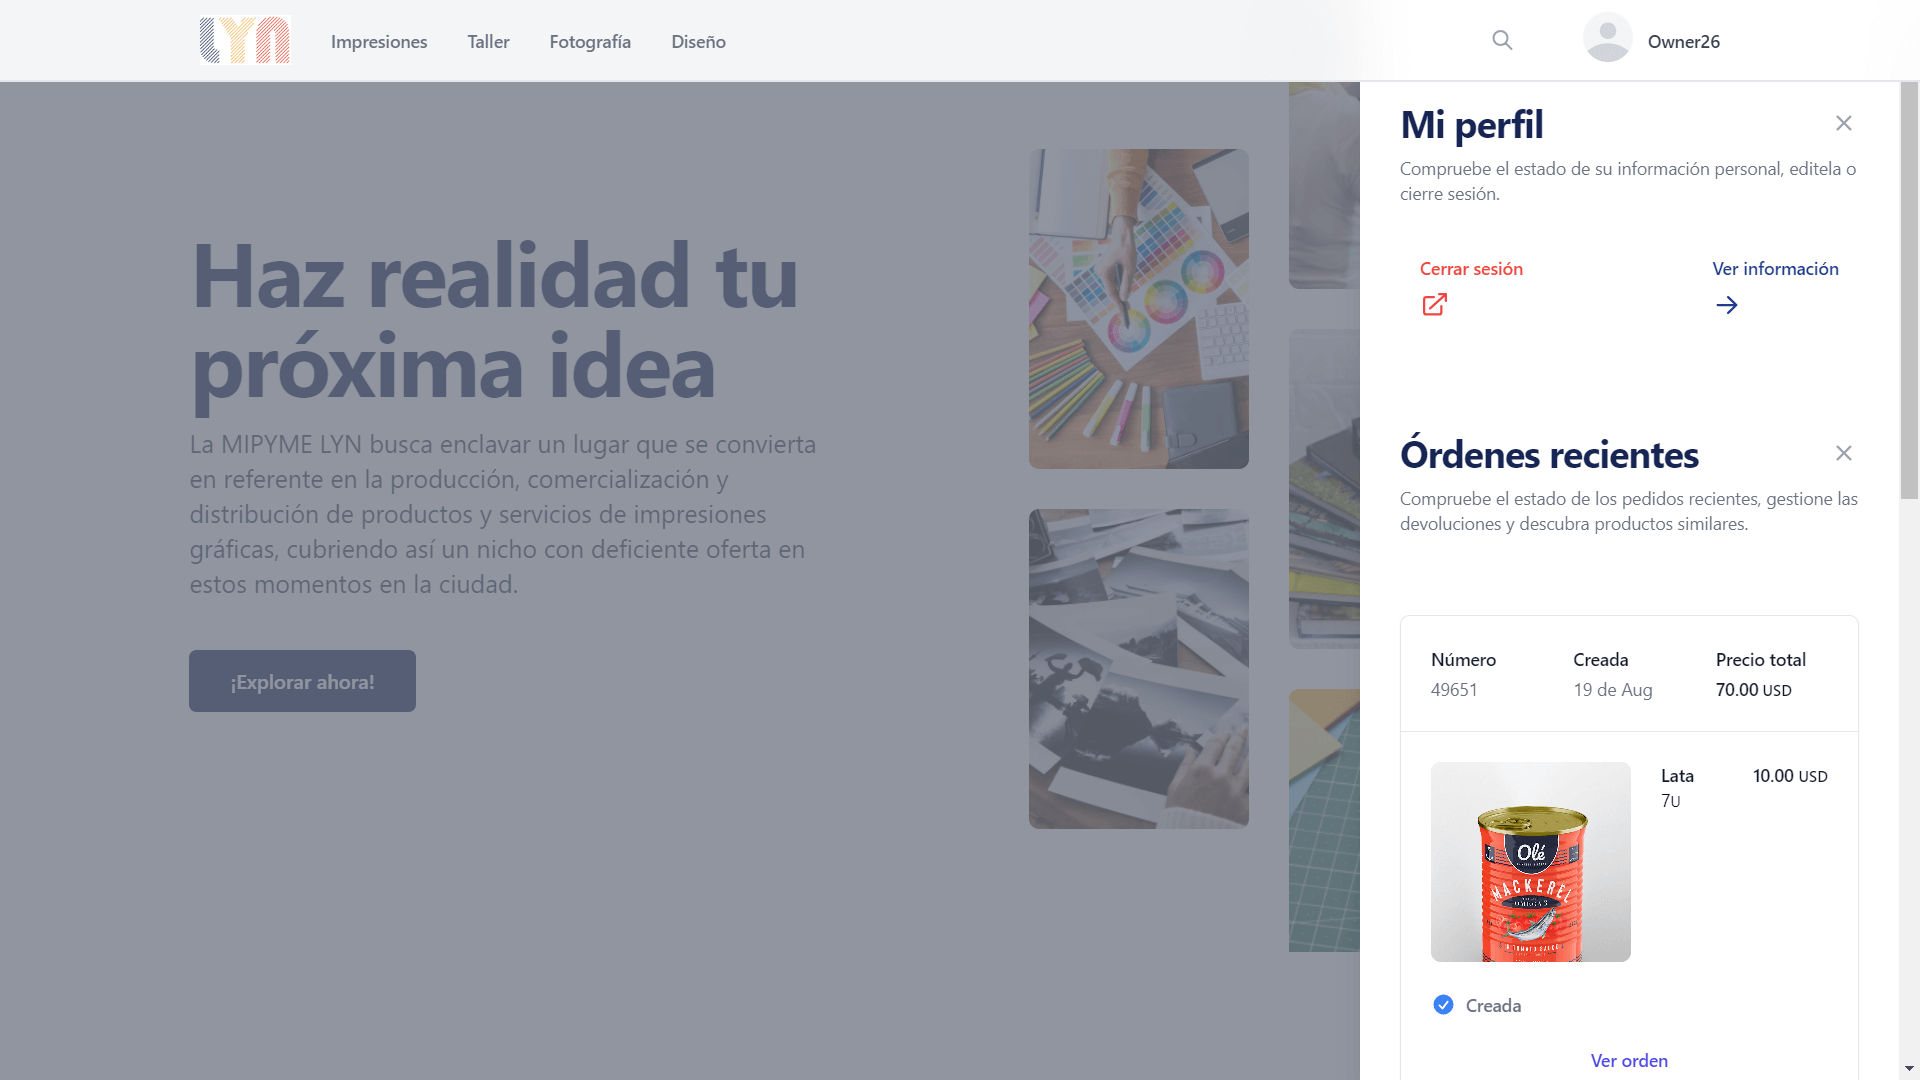 LYN
Impresiones
Taller
Fotografía
Diseño
Owner26
Haz realidad tu
próxima idea
La MIPYME LYN busca enclavar un lugar que se convierta
en referente en la producción, comercialización y
distribución de productos y servicios de impresiones
gráficas, cubriendo así un nicho con deficiente oferta en
estos momentos en la ciudad.
¡Explorar ahora!
Mi perfil
Compruebe el estado de su información personal, editela o
cierre sesión.
Cerrar sesión
Ver información
Órdenes recientes
Compruebe el estado de los pedidos recientes, gestione las
devoluciones y descubra productos similares.
Número
49651
Creada
19 de Aug
Precio total
70.00 USD
Olé
MACKEREL
OMEGA 3
TOMATO SAUCE
Lata
7U
10.00 USD
Creada
Ver orden